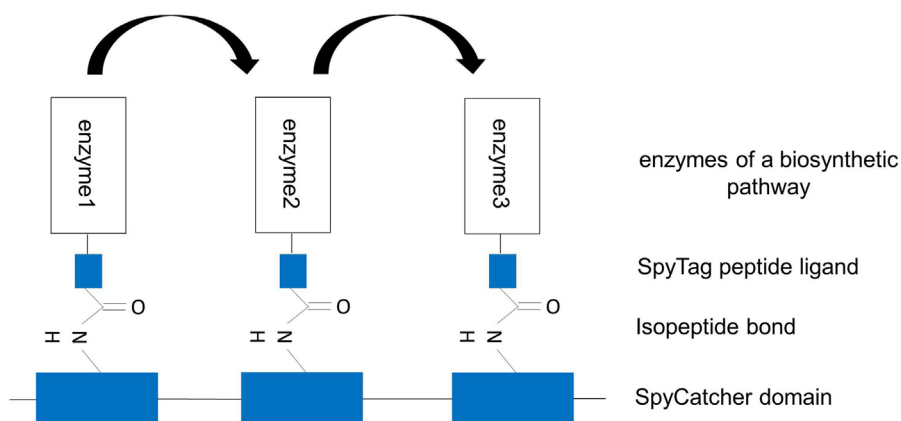 enzyme1
enzyme2
enzyme3
enzymes of a biosynthetic
pathway
SpyTag peptide ligand
O
O
O
Isopeptide bond
H N
H N
H N
SpyCatcher domain